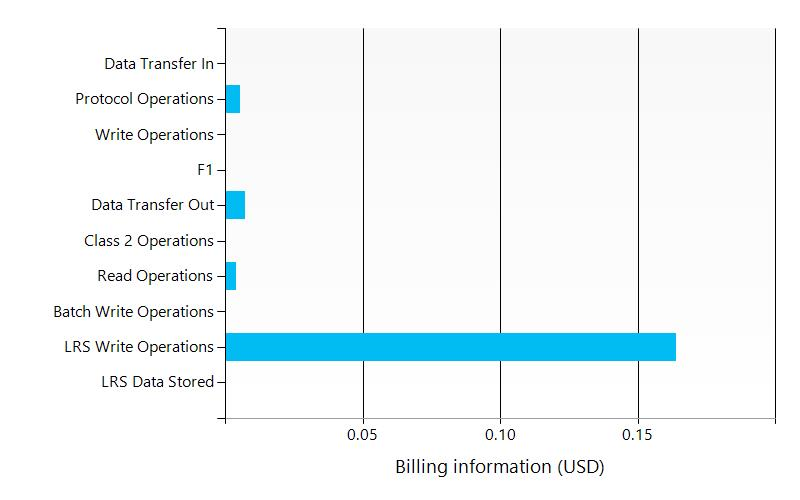 Data Transfer In
Protocol Operations
Write Operations
F1
Data Transfer Out
Class 2 Operations
Read Operations
Batch Write Operations
LRS Write Operations
LRS Data Stored
0.05 0.10 0.15
Billing information (USD)